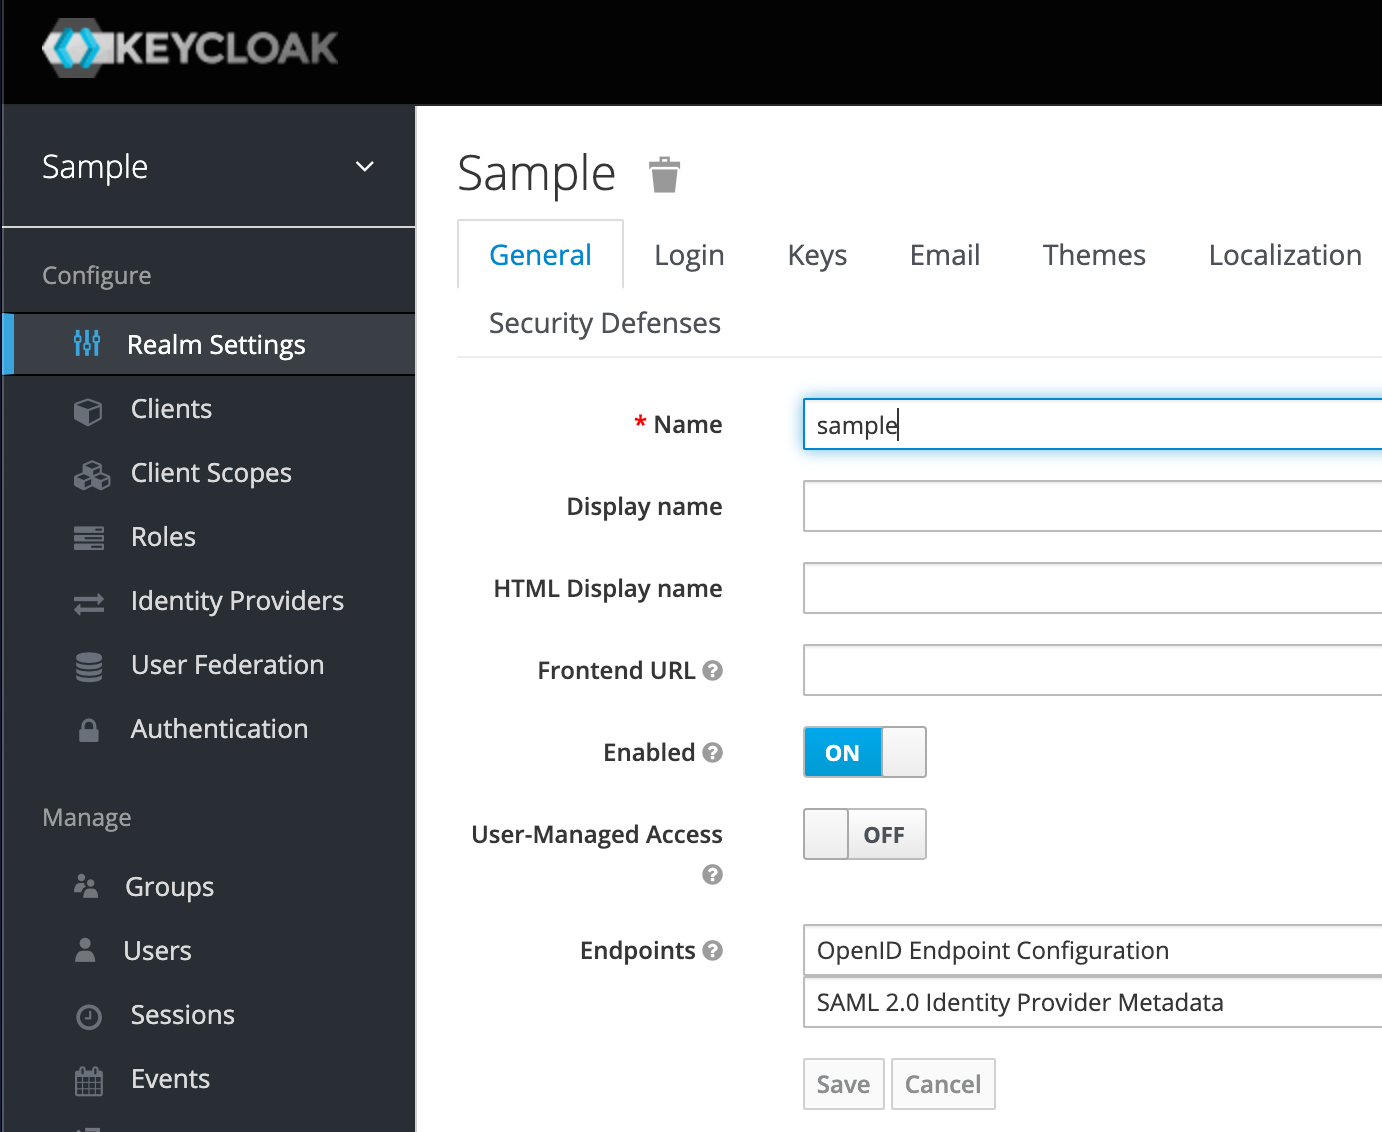 KEYCLOAK
Sample
Configure
Realm Settings
Clients
Client Scopes
Roles
Identity Providers
User Federation
Authentication
Manage
Groups
Users
Sessions
Events
Sample
General Login Keys Email Themes Localization
Security Defenses
* Name sample
Display name
HTML Display name
Frontend URL ?
Enabled ? ON
User-Managed Access OFF
?
Endpoints ? OpenID Endpoint Configuration
SAML 2.0 Identity Provider Metadata
Save Cancel